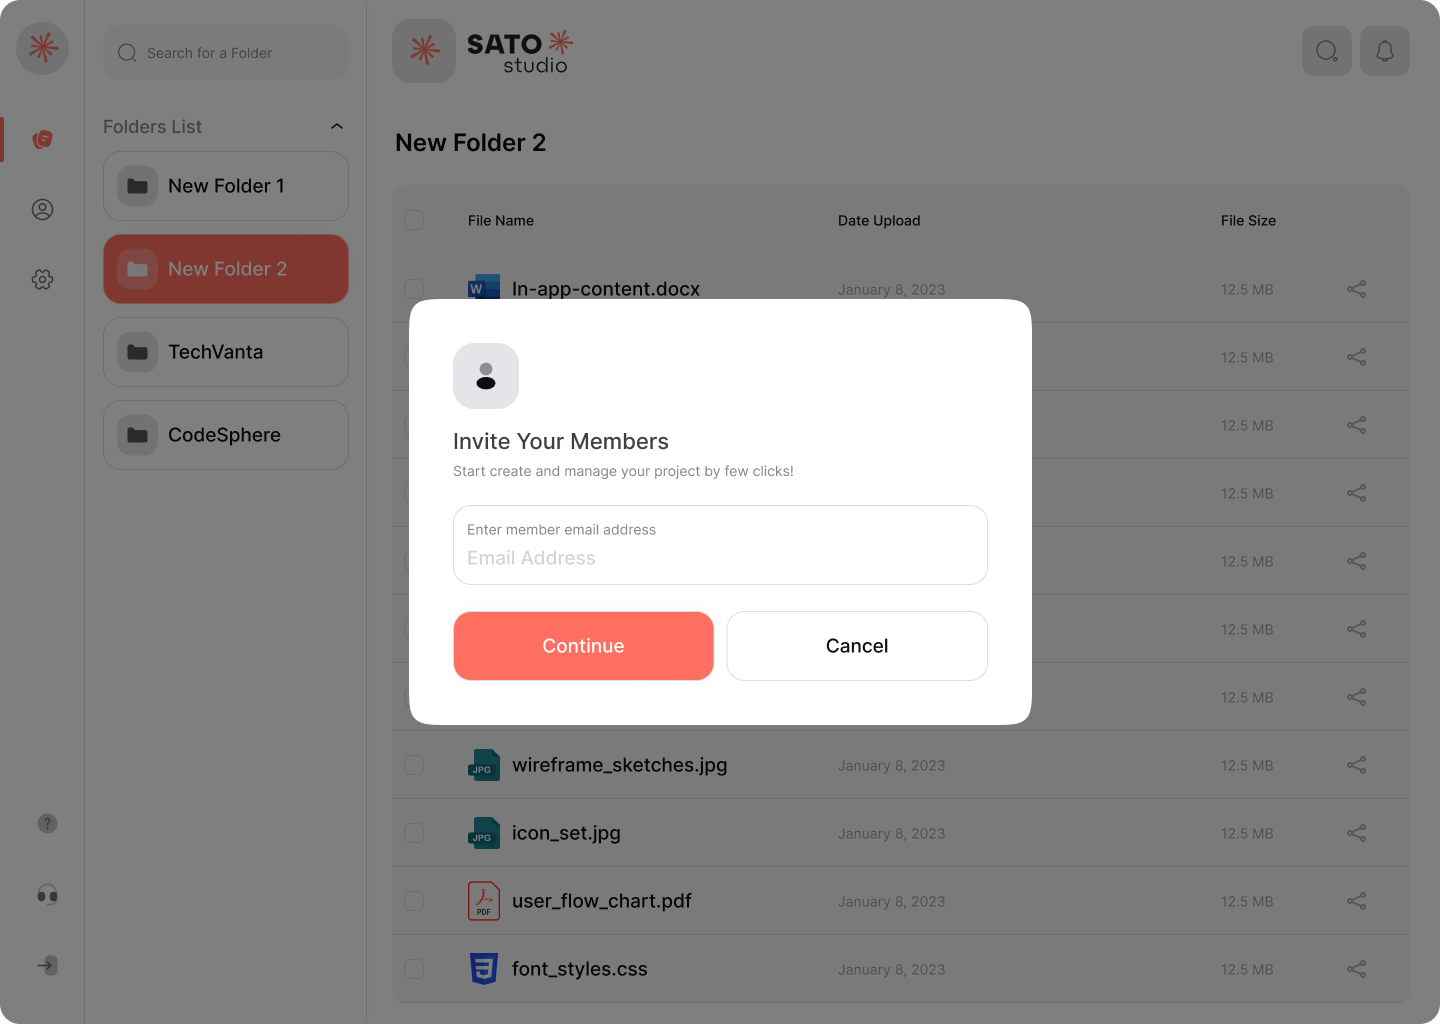 Search for a Folder
Folders List
New Folder 1
New Folder 2
TechVanta
CodeSphere
SATO
studio
New Folder 2
File Name Date Upload File Size
W In-app-content.docx January 8, 2023 12.5 MB
12.5 MB
12.5 MB
12.5 MB
12.5 MB
12.5 MB
12.5 MB
Invite Your Members
Start create and manage your project by few clicks!
Enter member email address
Email Address
Continue Cancel
JPG wireframe_sketches.jpg January 8, 2023 12.5 MB
JPG icon_set.jpg January 8, 2023 12.5 MB
PDF user_flow_chart.pdf January 8, 2023 12.5 MB
3 font_styles.css January 8, 2023 12.5 MB
?